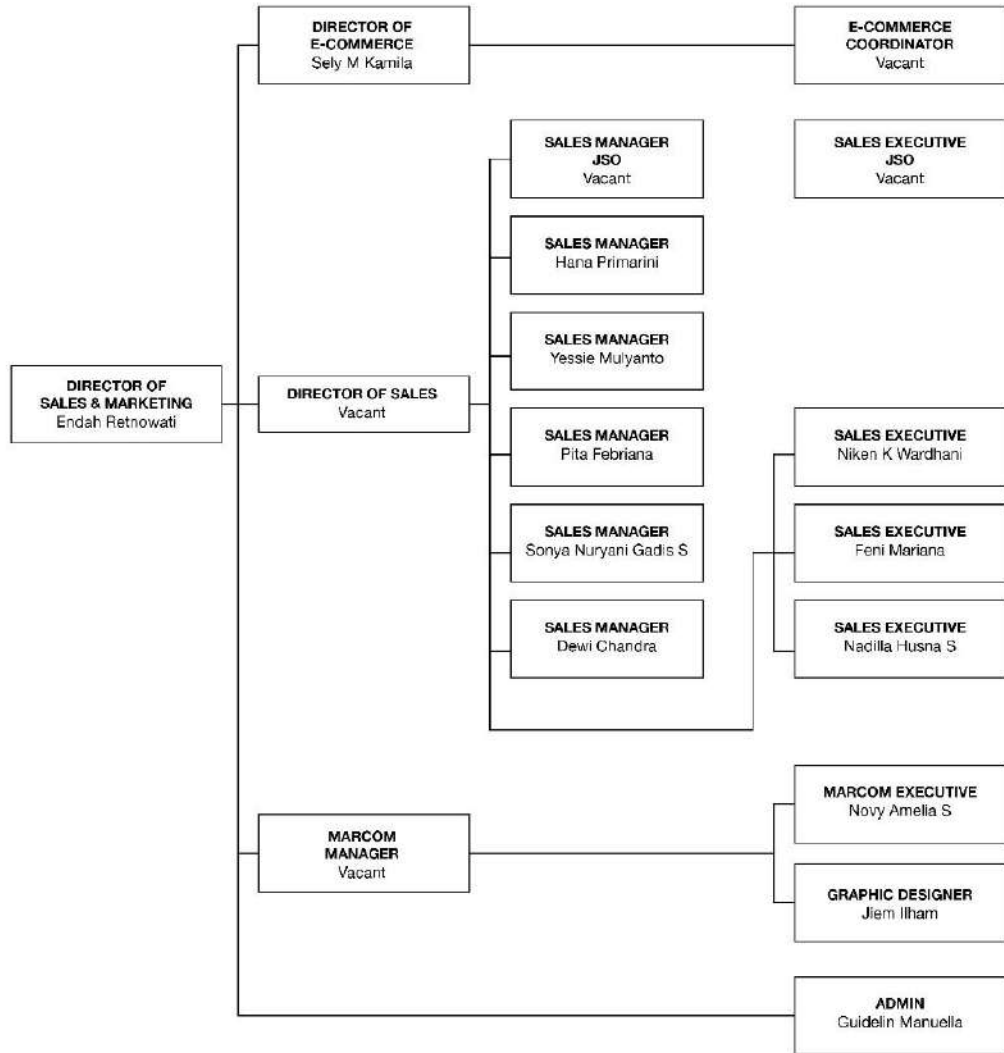 DIRECTOR OF
E-COMMERCE
Sely M Kamila
E-COMMERCE
COORDINATOR
Vacant
SALES MANAGER
JSO
Vacant
SALES EXECUTIVE
JSO
Vacant
SALES MANAGER
Hana Primarini
SALES MANAGER
Yessie Mulyanto
DIRECTOR OF
SALES & MARKETING
Endah Retnowati
DIRECTOR OF SALES
Vacant
SALES MANAGER
Pita Febriana
SALES EXECUTIVE
Niken K Wardhani
SALES MANAGER
Sonya Nuryani Gadis S
SALES EXECUTIVE
Feni Mariana
SALES MANAGER
Dewi Chandra
SALES EXECUTIVE
Nadilla Husna S
MARCOM EXECUTIVE
Novy Amelia S
MARCOM
MANAGER
Vacant
GRAPHIC DESIGNER
Jiem Ilham
ADMIN
Guidelin Manuella